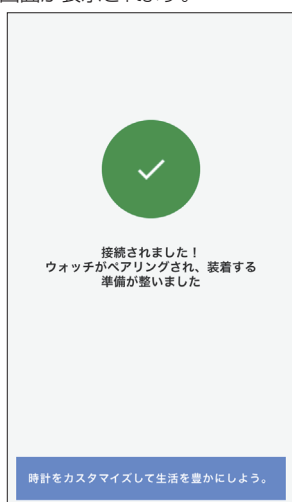 画面が表示されます。
接続されました！
ウォッチがペアリングされ、装着する
準備が整いました
時計をカスタマイズして生活を豊かにしよう。